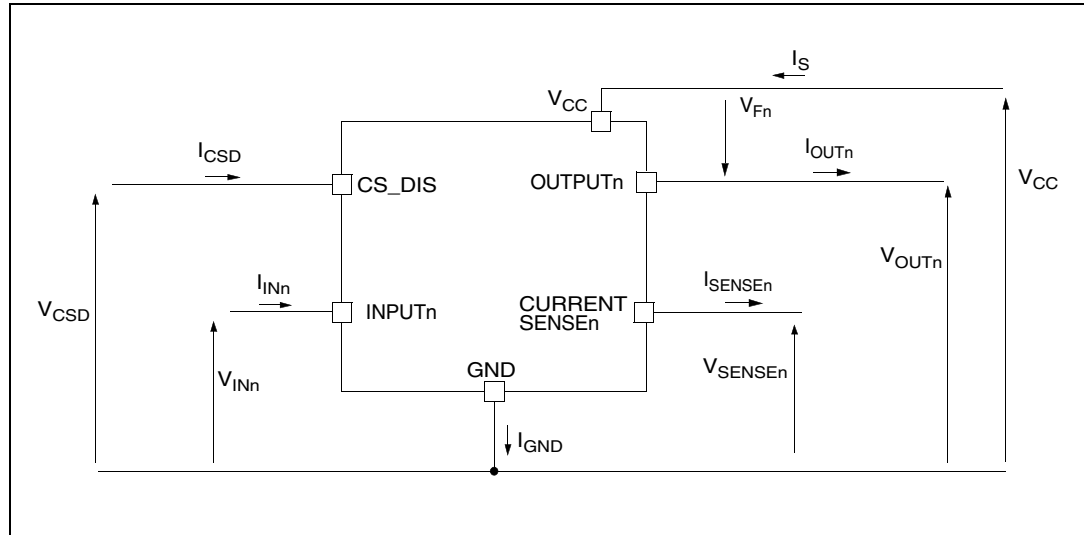 I_S
V_CC
V_Fn
I_CSD
I_OUTn
CS_DIS
OUTPUTn
V_CC
V_OUTn
I_INn
I_SENSEn
V_CSD
INPUTn
CURRENT
SENSEn
V_INn
GND
V_SENSEn
I_GND